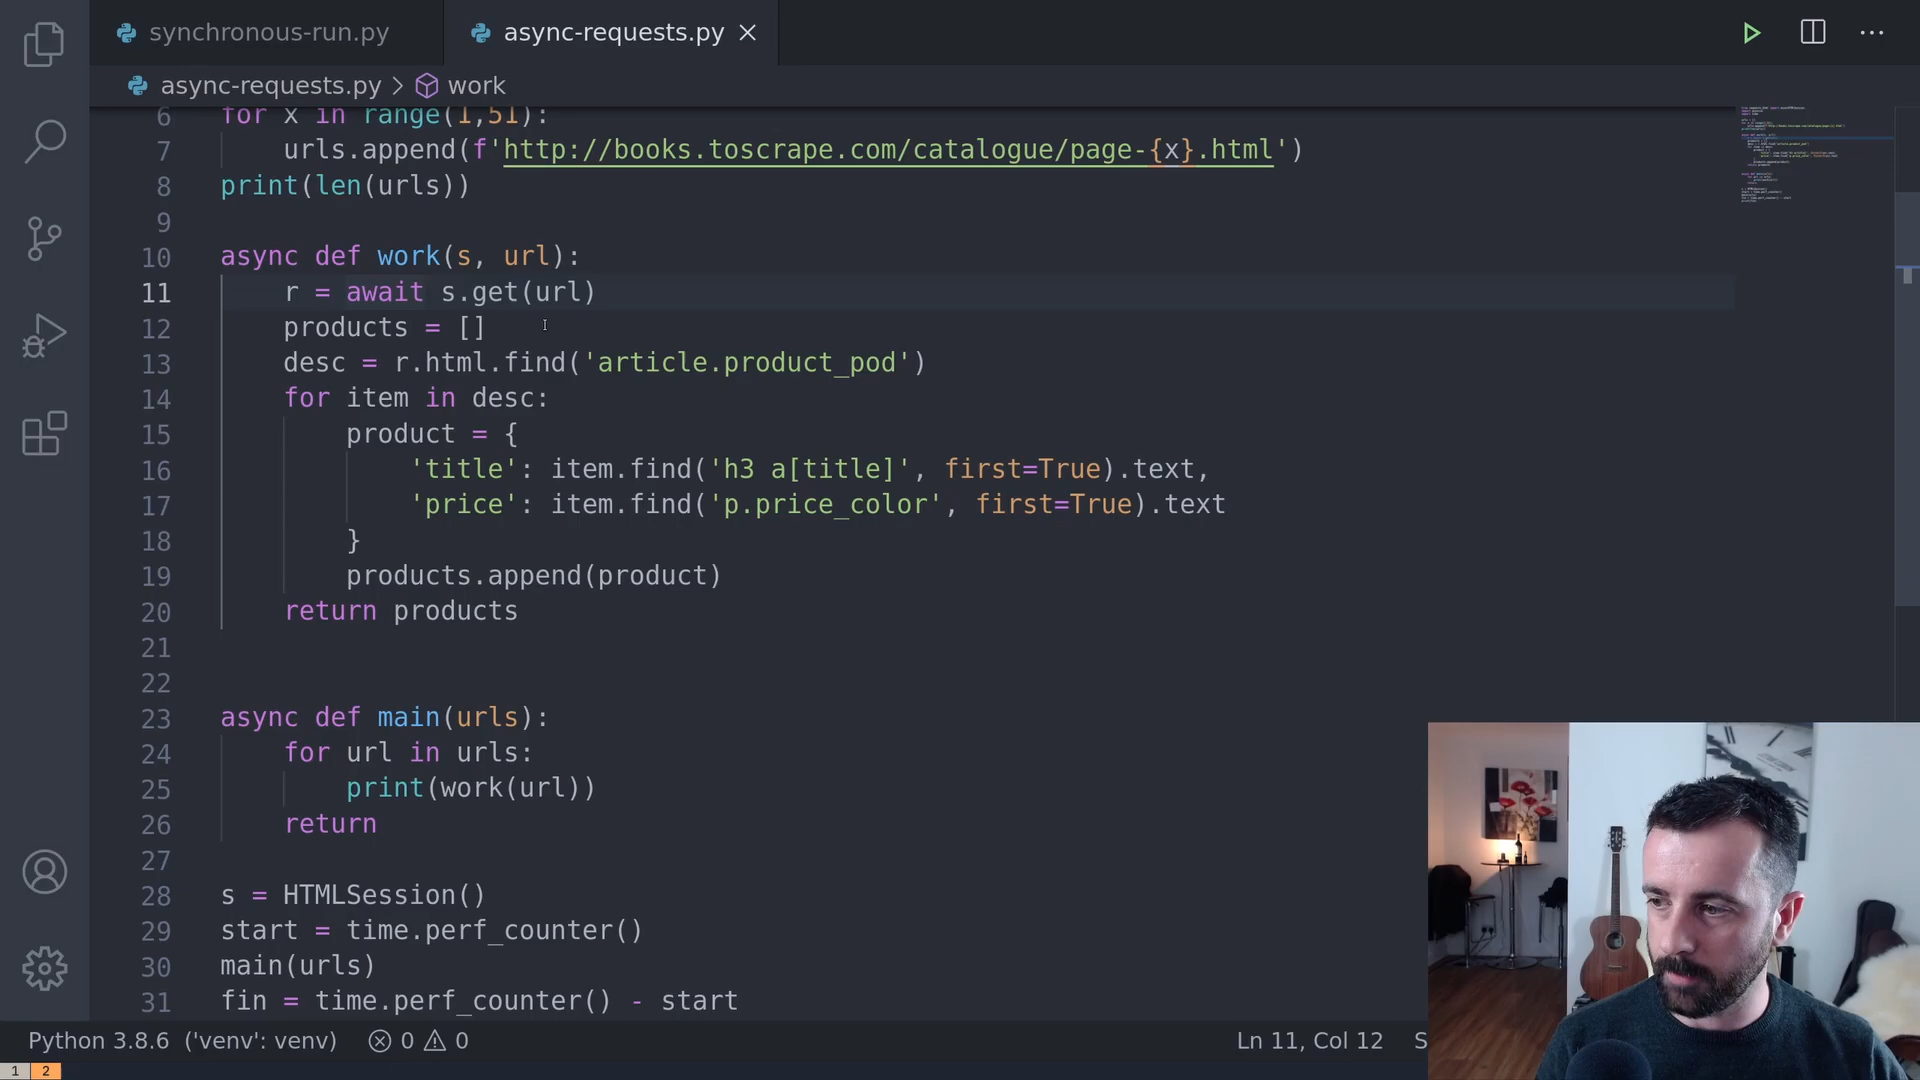 synchronous-run.py
async-requests.py
async-requests.py > work
6 for x in range(1,51):
7 urls.append(f'http://books.toscrape.com/catalogue/page-{x}.html')
8 print(len(urls))
9
10 async def work(s, url):
11 r = await s.get(url)
12 products = []
13 desc = r.html.find('article.product_pod')
14 for item in desc:
15 product = {
16 'title': item.find('h3 a[title]', first=True).text,
17 'price': item.find('p.price_color', first=True).text
18 }
19 products.append(product)
20 return products
21
22
23 async def main(urls):
24 for url in urls:
25 print(work(url))
26 return
27
28 s = HTMLSession()
29 start = time.perf_counter()
30 main(urls)
31 fin = time.perf_counter() - start
Python 3.8.6 ('venv': venv) 0 0 Ln 11, Col 12 S
1 2